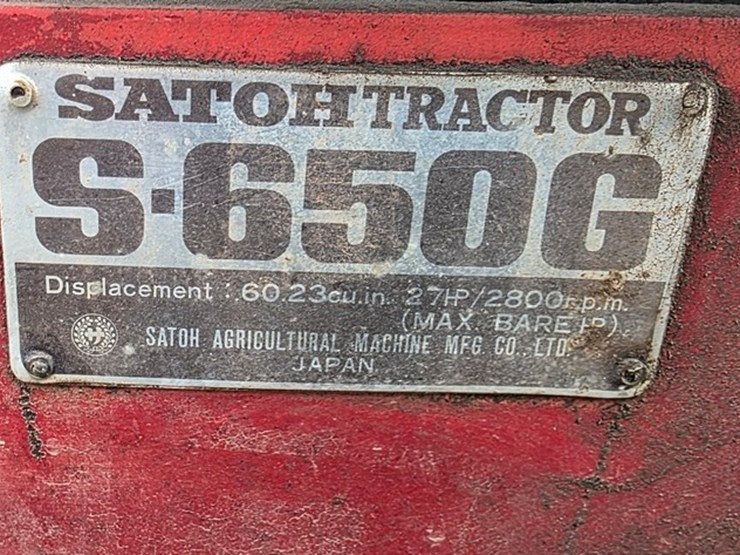 SATOH TRACTOR
S-650G
Displacement : 60.23cu.in. 27HP/2800r.p.m.
(MAX. BARE HP).
SATOH AGRICULTURAL MACHINE MFG. CO., LTD.
JAPAN